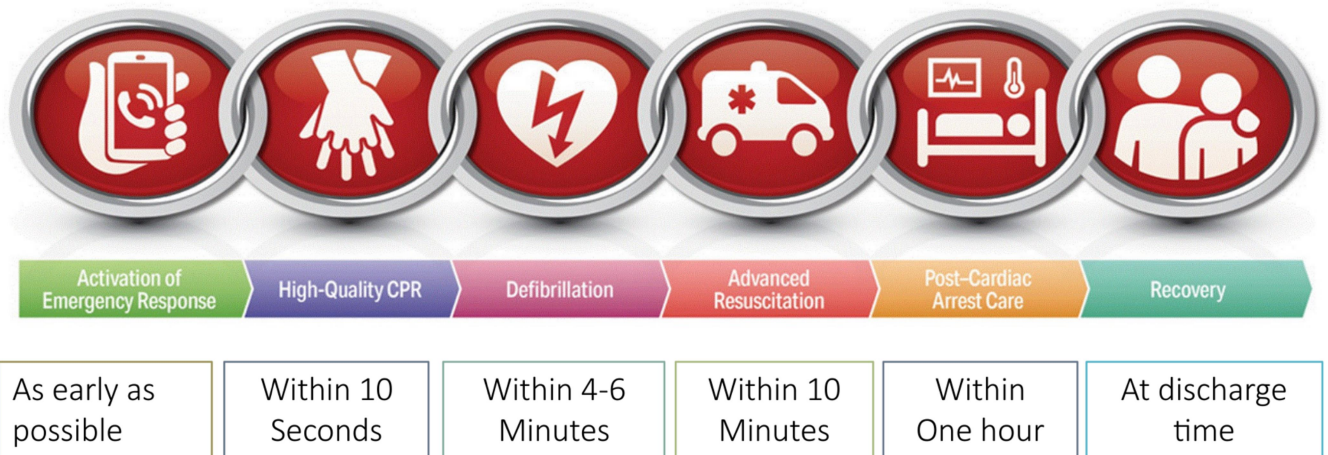 Activation of
Emergency Response
High-Quality CPR
Defibrillation
Advanced
Resuscitation
Post–Cardiac
Arrest Care
Recovery
As early as
possible
Within 10
Seconds
Within 4-6
Minutes
Within 10
Minutes
Within
One hour
At discharge
time